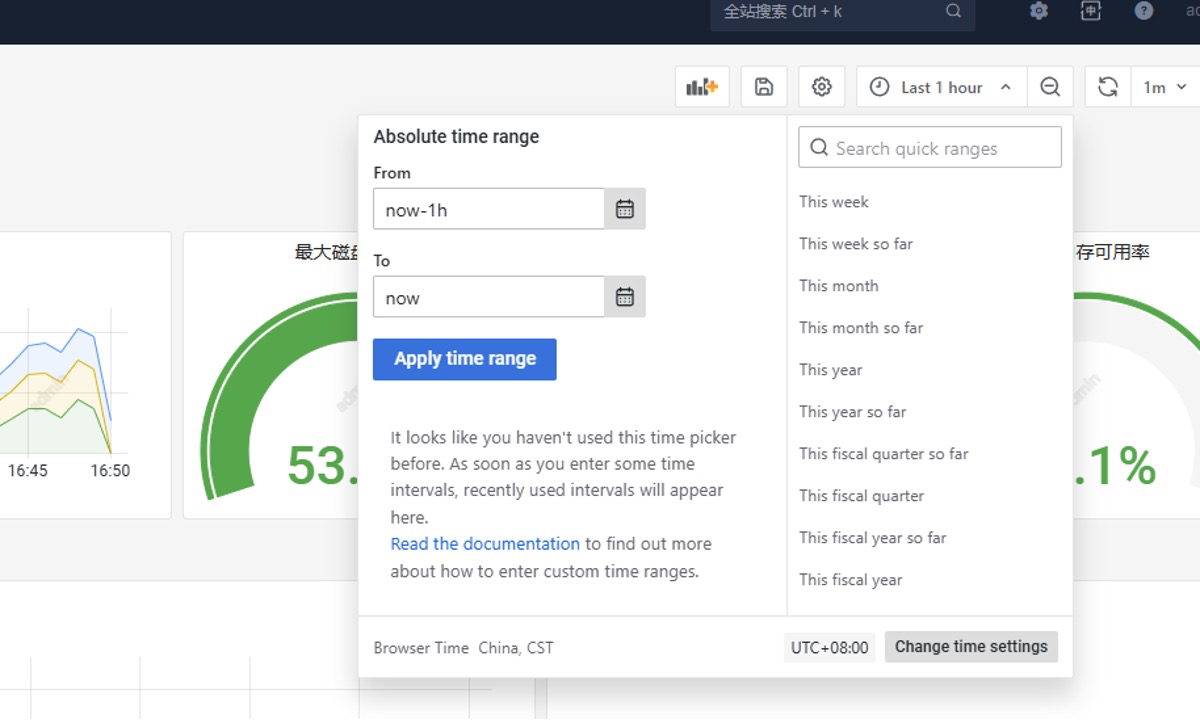 全站搜索 Ctrl + k
Last 1 hour
1m
Absolute time range
From
now-1h
To
now
Apply time range
It looks like you haven't used this time picker
before. As soon as you enter some time
intervals, recently used intervals will appear
here.
Read the documentation to find out more
about how to enter custom time ranges.
Search quick ranges
This week
This week so far
This month
This month so far
This year
This year so far
This fiscal quarter so far
This fiscal quarter
This fiscal year so far
This fiscal year
Browser Time China, CST
UTC+08:00
Change time settings
16:45
16:50
admin
最大磁
53.
存可用率
.1%